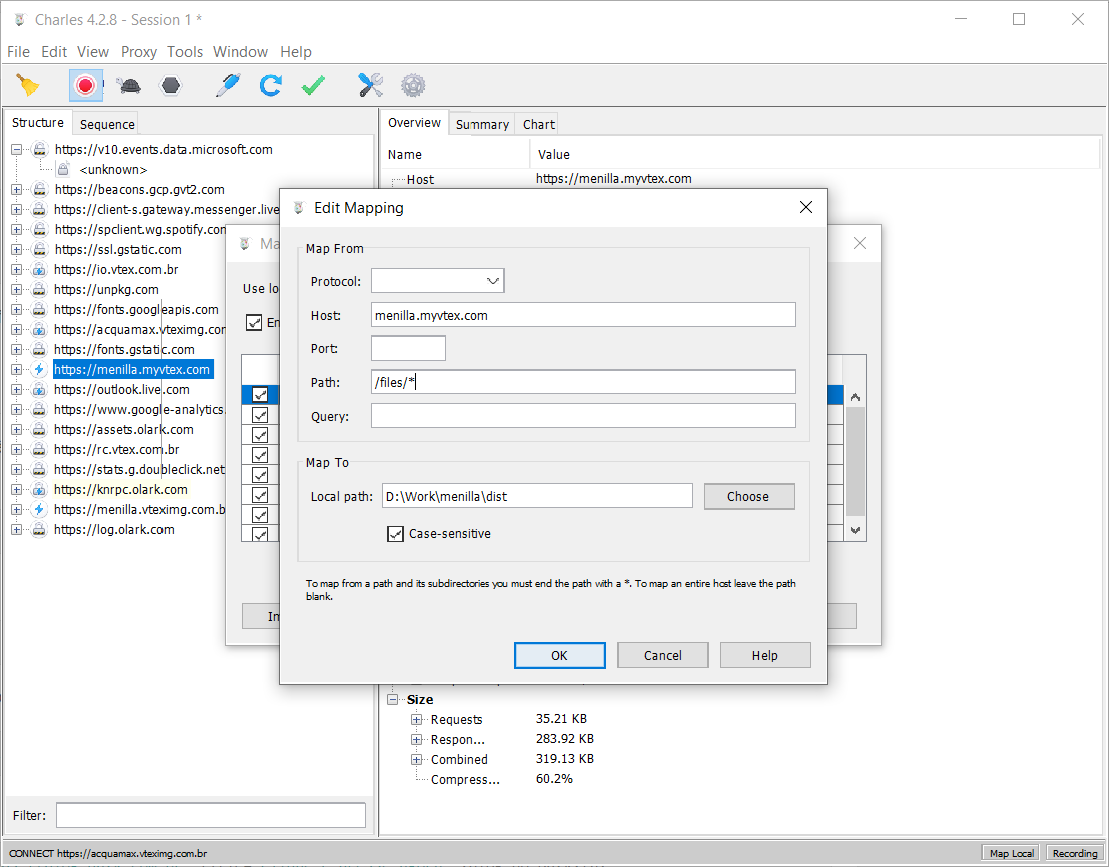 Charles 4.2.8 - Session 1 *
File Edit View Proxy Tools Window Help
Structure Sequence
https://v10.events.data.microsoft.com
<unknown>
https://beacons.gcp.gvt2.com
https://client-s.gateway.messenger.live
https://spclient.wg.spotify.com
https://ssl.gstatic.com
https://io.vtex.com.br
https://unpkg.com
https://fonts.googleapis.com
https://acquamax.vteximg.cor
https://fonts.gstatic.com
https://menilla.myvtex.com
https://outlook.live.com
https://www.google-analytics.
https://assets.olark.com
https://rc.vtex.com.br
https://stats.g.doubleclick.net
https://knrpc.olark.com
https://menilla.vteximg.com.b
https://log.olark.com
Filter:
Overview Summary Chart
Name Value
Host https://menilla.myvtex.com
Ma
Use lo
En
In
Edit Mapping
Map From
Protocol:
Host: menilla.myvtex.com
Port:
Path: /files/*
Query:
Map To
Local path: D:\Work\menilla\dist Choose
Case-sensitive
To map from a path and its subdirectories you must end the path with a *. To map an entire host leave the path
blank.
OK Cancel Help
Size
Requests 35.21 KB
Respon... 283.92 KB
Combined 319.13 KB
Compress... 60.2%
CONNECT https://acquamax.vteximg.com.br Map Local Recording